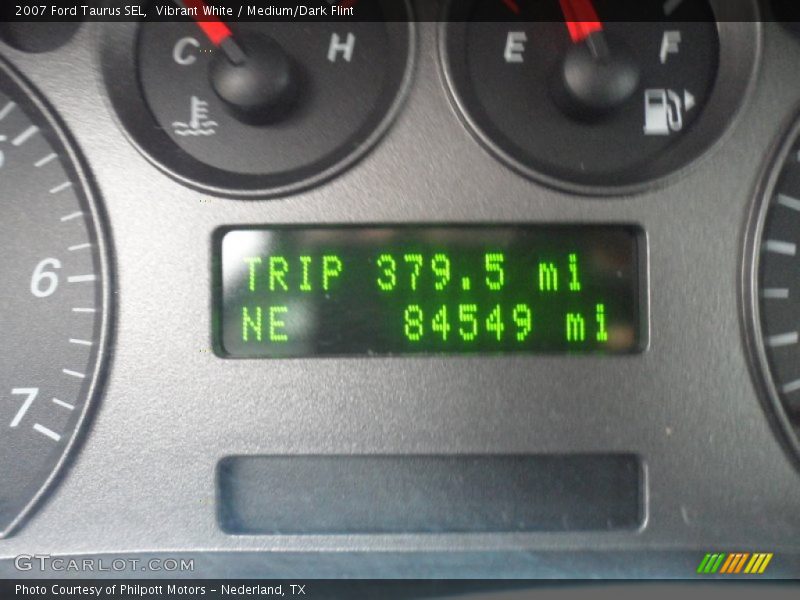 2007 Ford Taurus SEL, Vibrant White / Medium/Dark Flint
C H
E F
TRIP 379.5 mi
NE 84549 mi
6
7
GTCARLOT.COM
Photo Courtesy of Philpott Motors - Nederland, TX